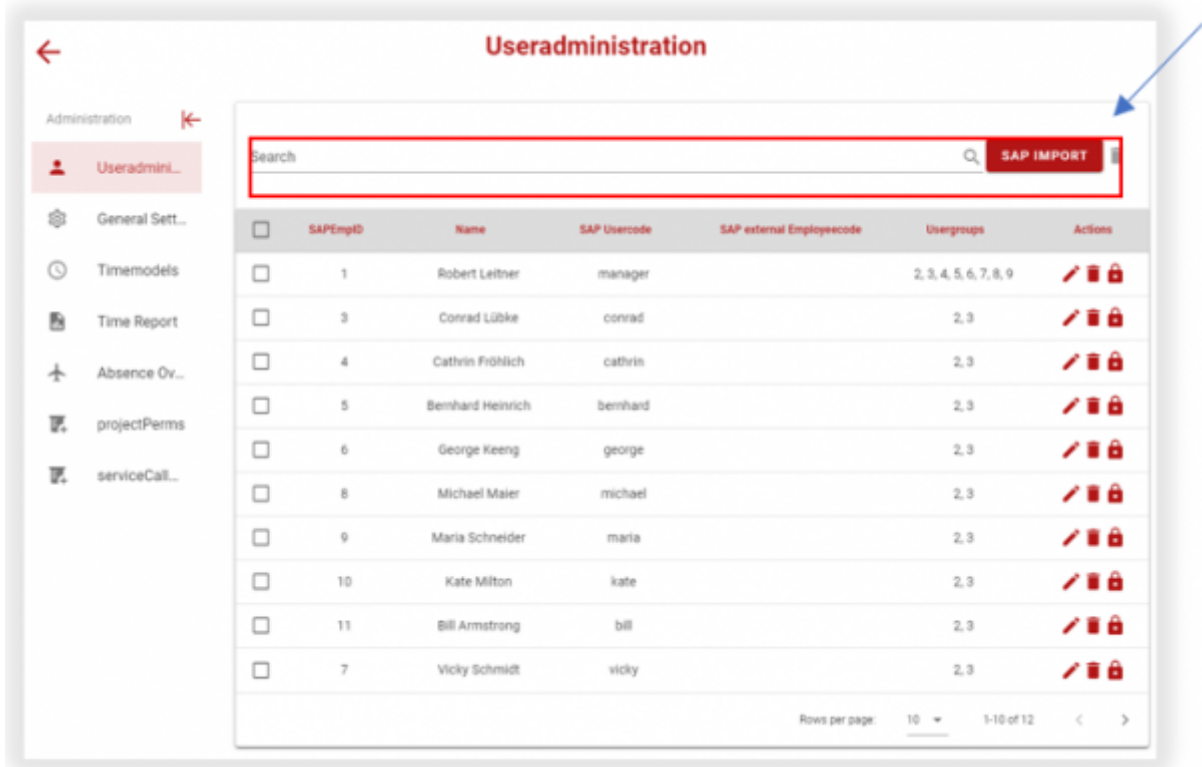 Useradministration
Administration
Useradmini...
General Sett...
Timemodels
Time Report
Absence Ov...
projectPerms
serviceCall...
Search SAP IMPORT
SAPEmpID Name SAP Usercode SAP external Employeecode Usergroups Actions
1 Robert Leitner manager 2, 3, 4, 5, 6, 7, 8, 9
3 Conrad Lübke conrad 2, 3
4 Cathrin Fröhlich cathrin 2, 3
5 Bernhard Heinrich bernhard 2, 3
6 George Keeng george 2, 3
8 Michael Maier michael 2, 3
9 Maria Schneider maria 2, 3
10 Kate Milton kate 2, 3
11 Bill Armstrong bill 2, 3
7 Vicky Schmidt vicky 2, 3
Rows per page: 10 1-10 of 12